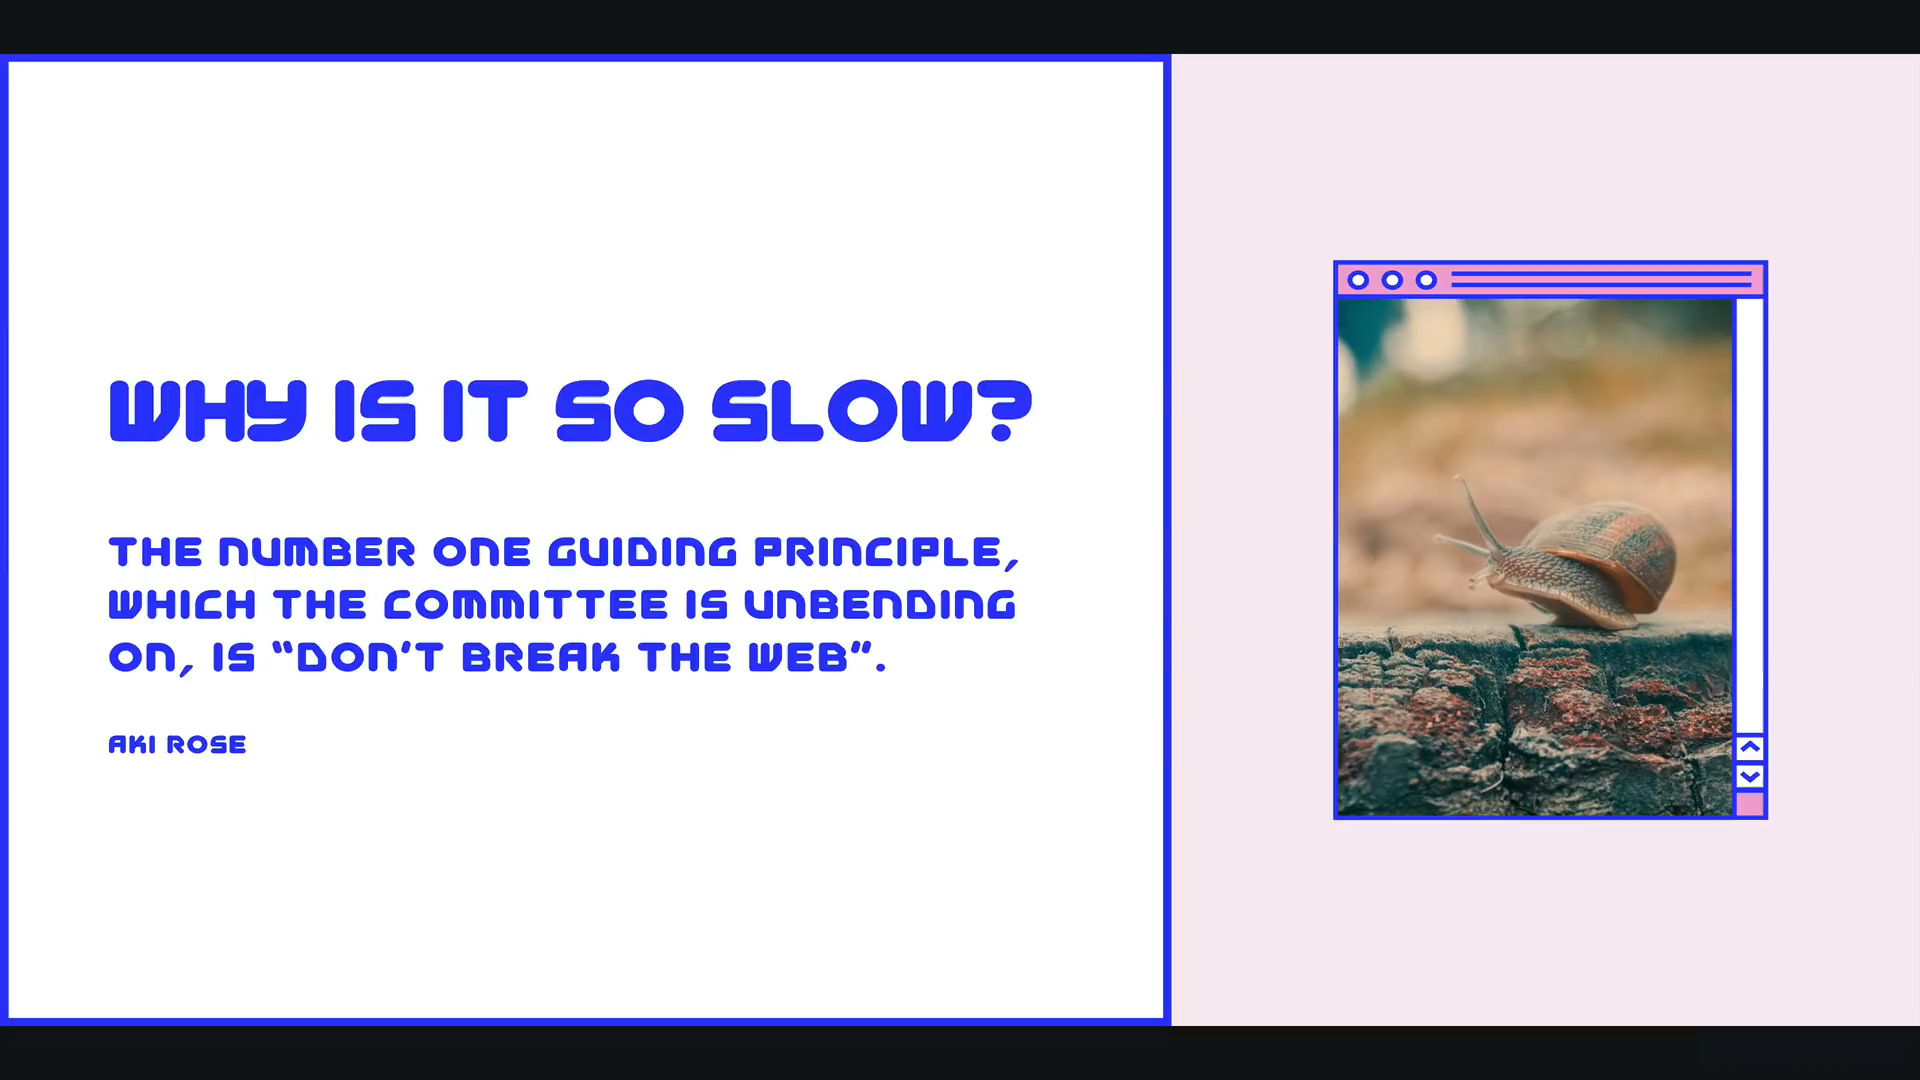 WHY IS IT SO SLOW?
THE NUMBER ONE GUIDING PRINCIPLE,
WHICH THE COMMITTEE IS UNBENDING
ON, IS “DON’T BREAK THE WEB”.
AKI ROSE